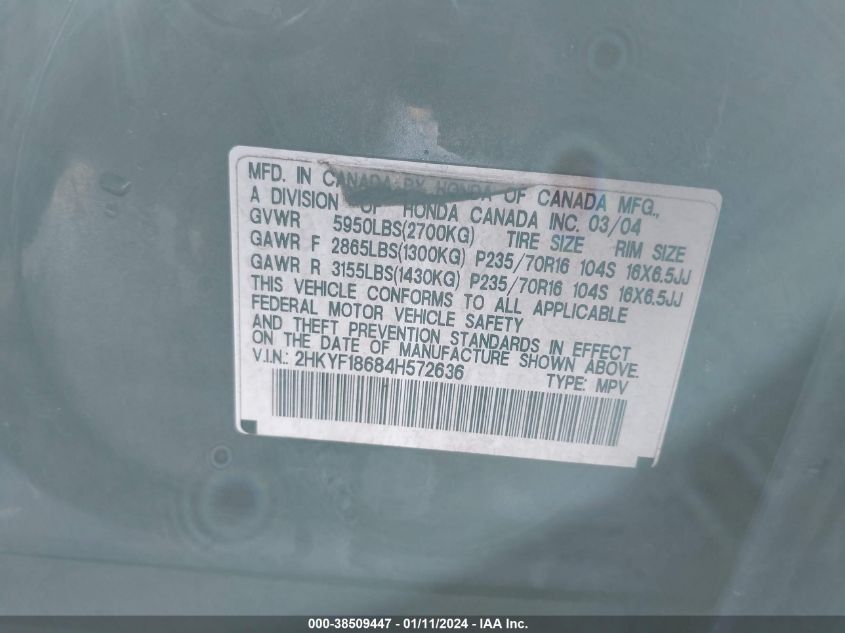 MFD. IN CANADA BY HONDA OF CANADA MFG.,
A DIVISION OF HONDA CANADA INC. 03/04
GVWR 5950LBS(2700KG) TIRE SIZE RIM SIZE
GAWR F 2865LBS(1300KG) P235/70R16 104S 16X6.5JJ
GAWR R 3155LBS(1430KG) P235/70R16 104S 16X6.5JJ
THIS VEHICLE CONFORMS TO ALL APPLICABLE
FEDERAL MOTOR VEHICLE SAFETY
AND THEFT PREVENTION STANDARDS IN EFFECT
ON THE DATE OF MANUFACTURE SHOWN ABOVE.
V.I.N.: 2HKYF18684H572636 TYPE: MPV
000-38509447 - 01/11/2024 - IAA Inc.